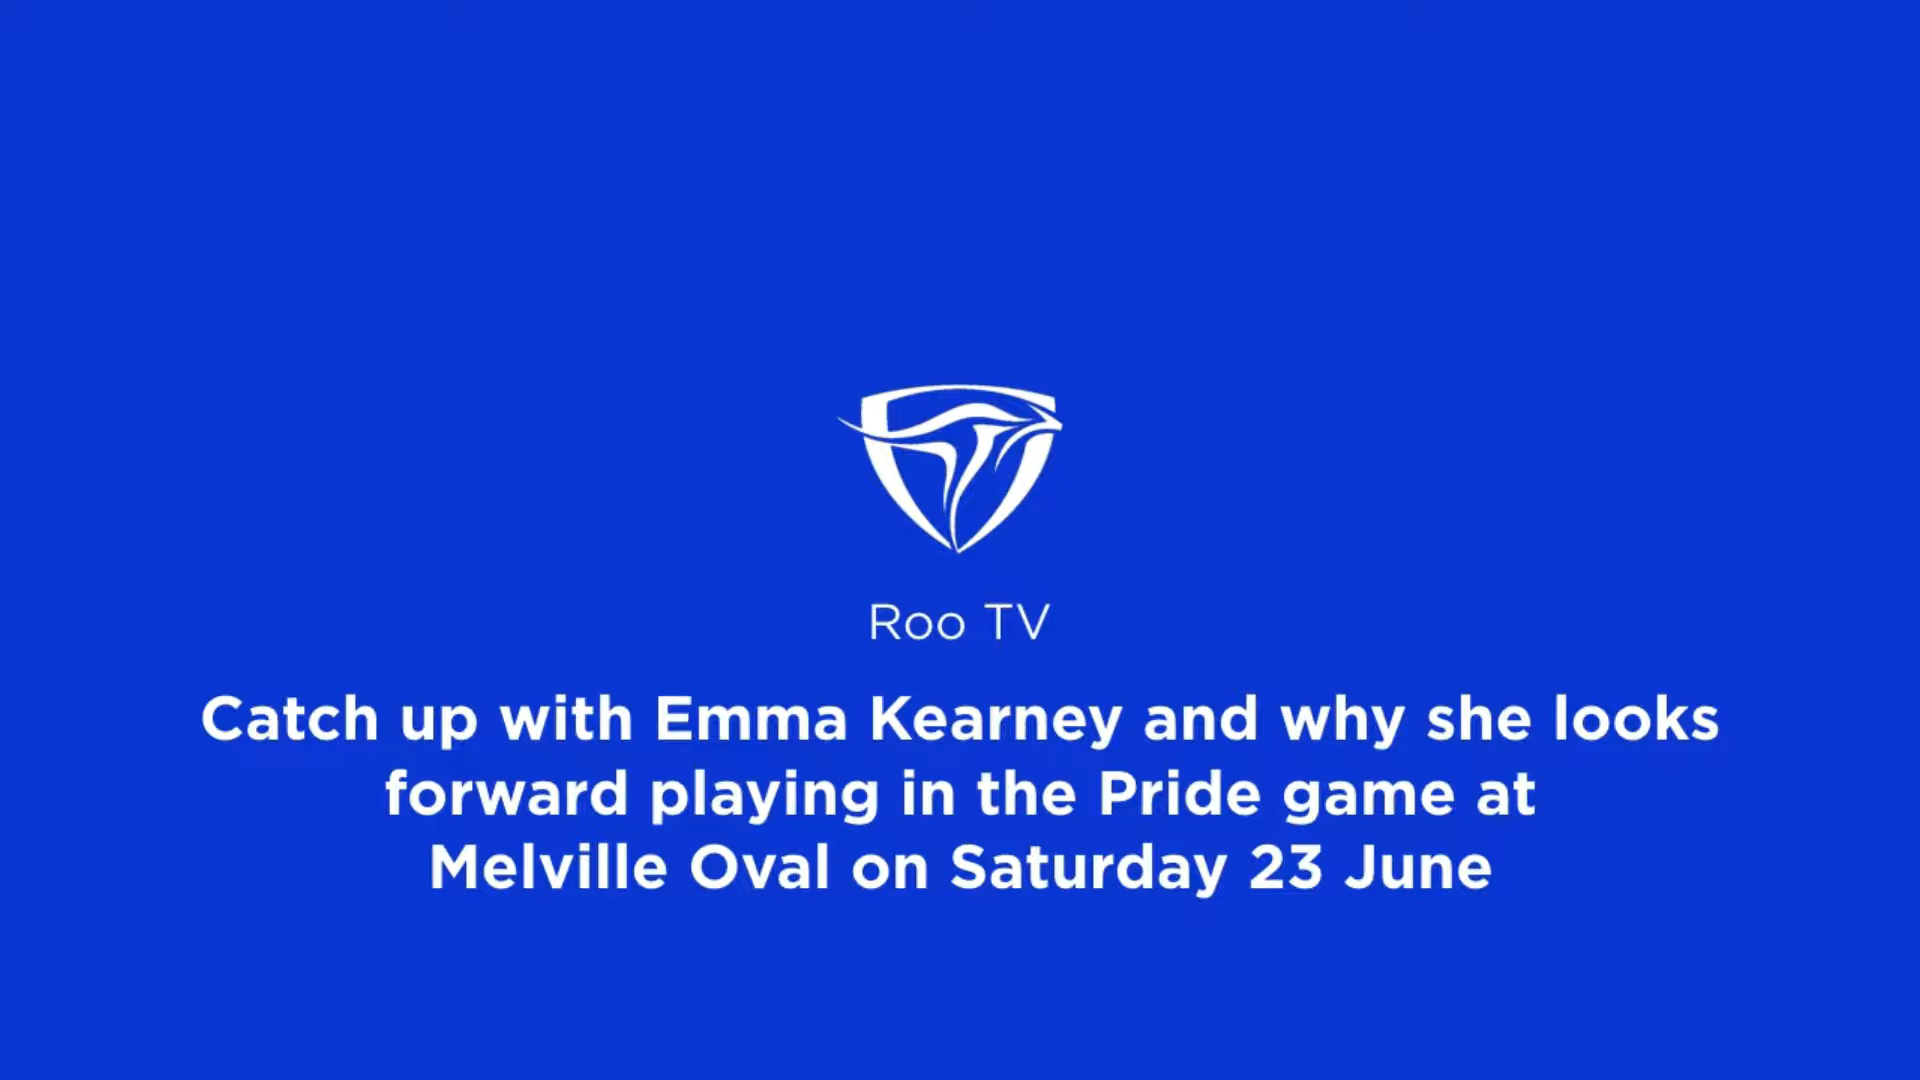 Roo TV
Catch up with Emma Kearney and why she looks
forward playing in the Pride game at
Melville Oval on Saturday 23 June